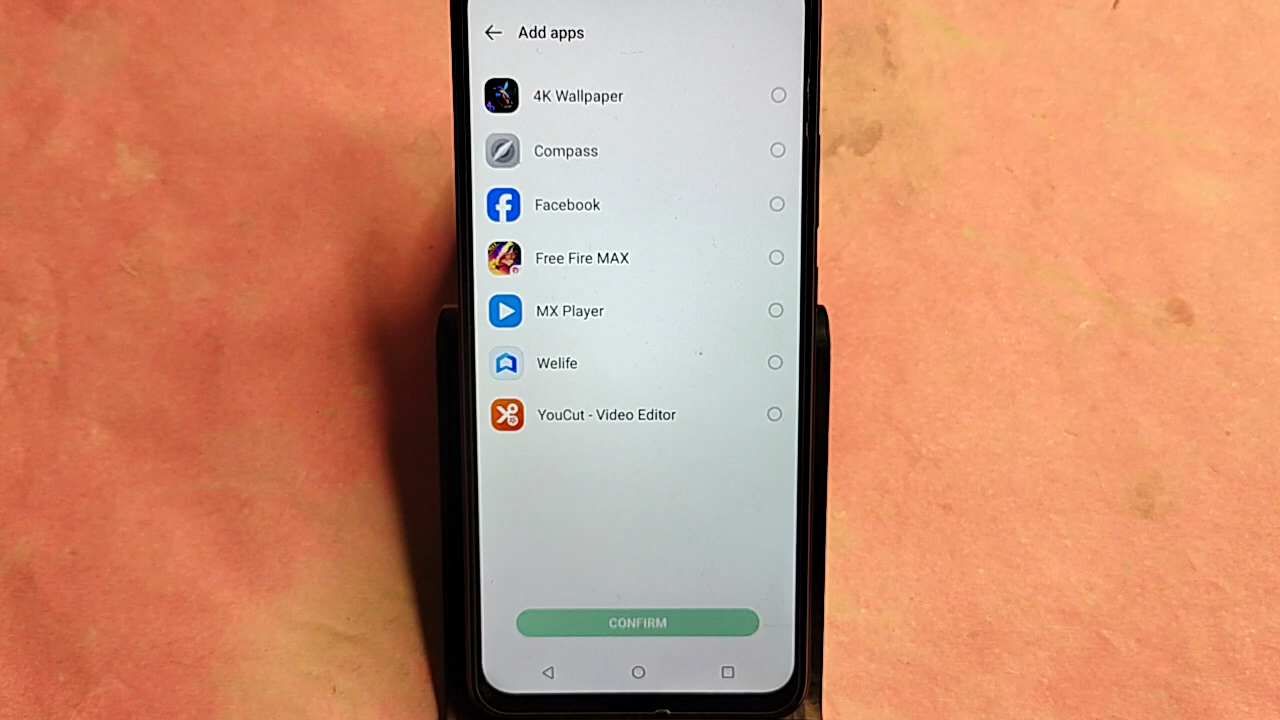 Add apps
4K Wallpaper
Compass
Facebook
Free Fire MAX
MX Player
Welife
YouCut - Video Editor
CONFIRM